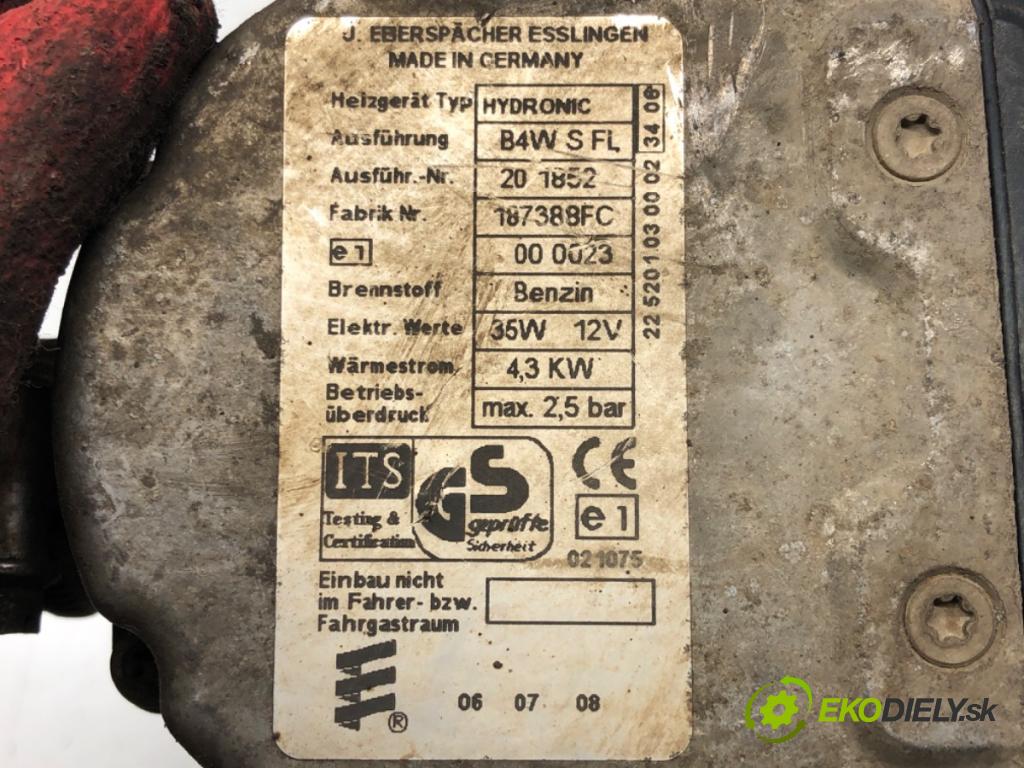 J. EBERSPÄCHER ESSLINGEN
MADE IN GERMANY
Heizgerät Typ HYDRONIC
Ausführung B4W S FL
Ausführ.-Nr. 20 1852
Fabrik Nr. 187388FC
e1 00 0023
Brennstoff Benzin
Elektr. Werte 35W 12V
Wärmestrom 4,3 KW
Betriebs-
überdruck max. 2,5 bar
22 5201 03 00 02 34 08
ITS
Testing &
Certification
GS
geprüfte
Sicherheit
CE
e1
021075
Einbau nicht
im Fahrer- bzw.
Fahrgastraum
®
06 07 08
EKODIELY.sk